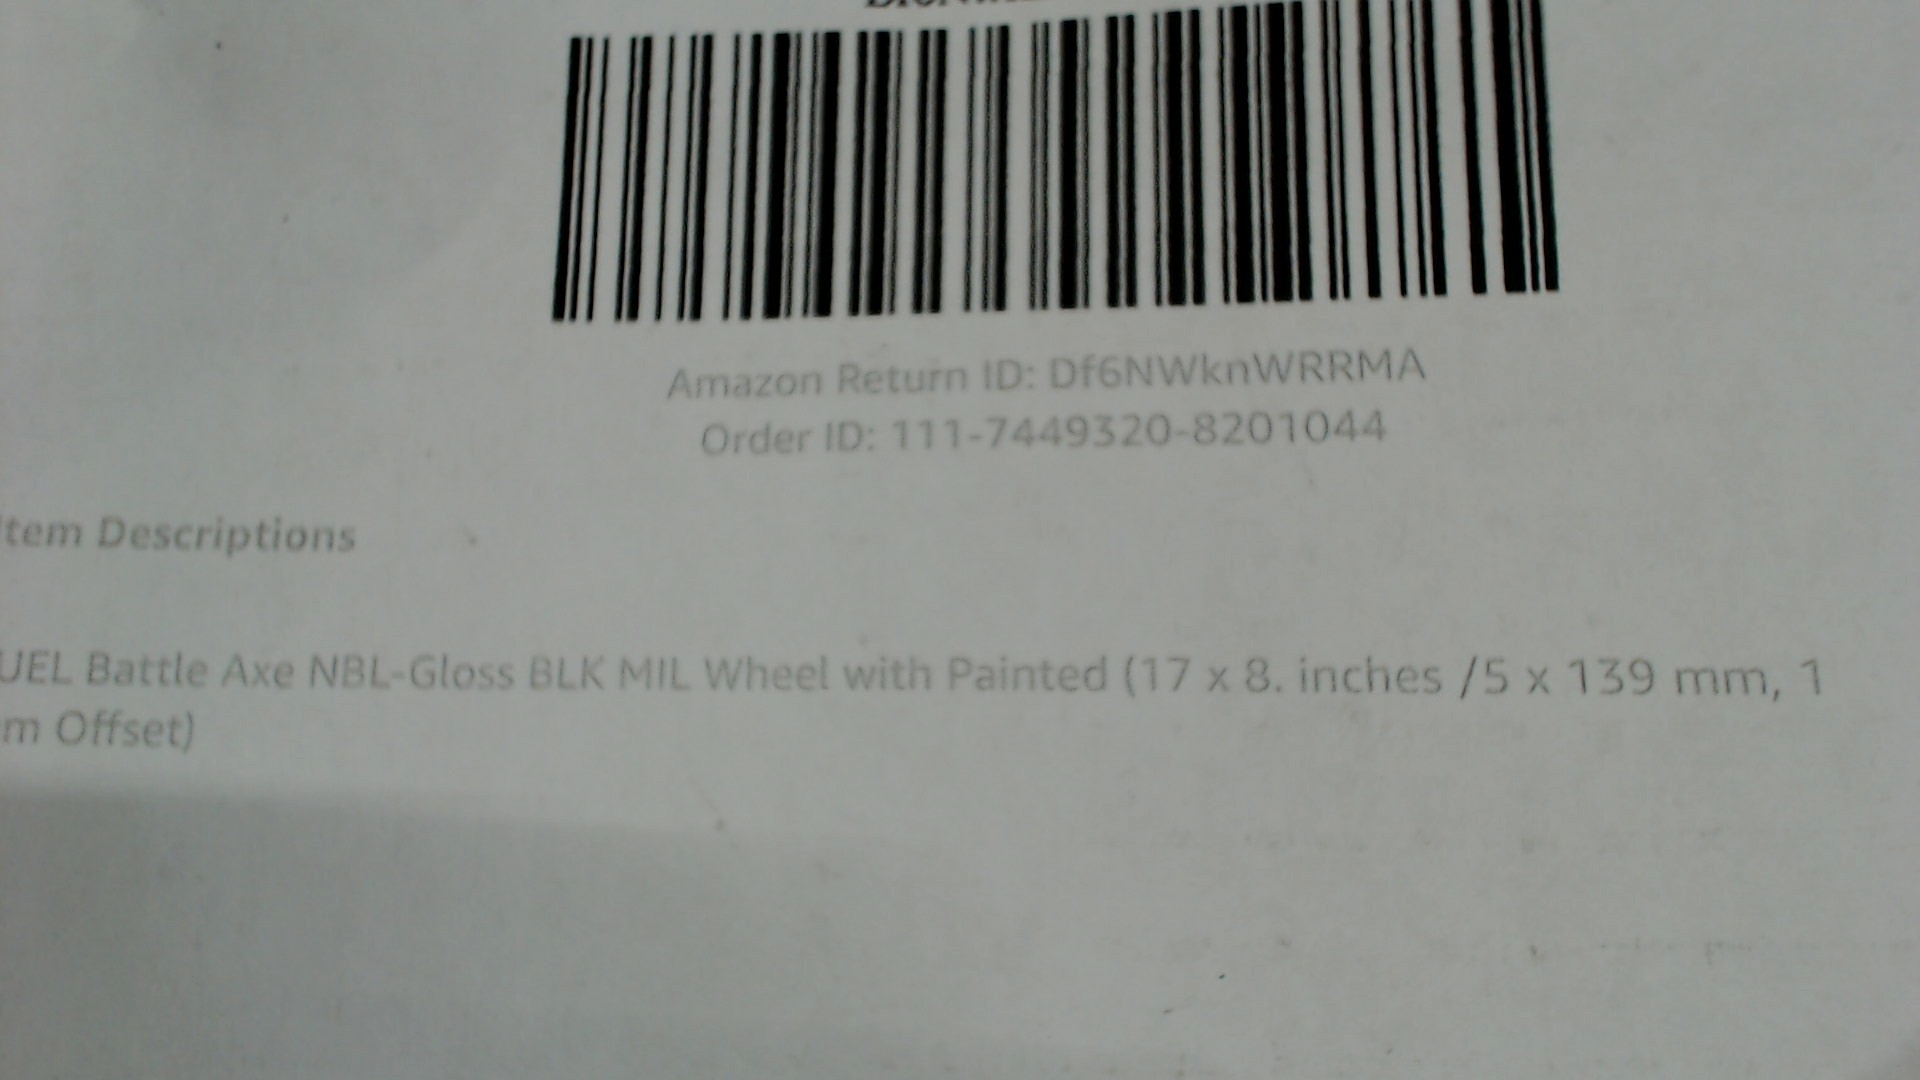 Amazon Return ID: Df6NWknWRRMA
Order ID: 111-7449320-8201044
tem Descriptions
UEL Battle Axe NBL-Gloss BLK MIL Wheel with Painted (17 x 8. inches /5 x 139 mm, 1
m Offset)